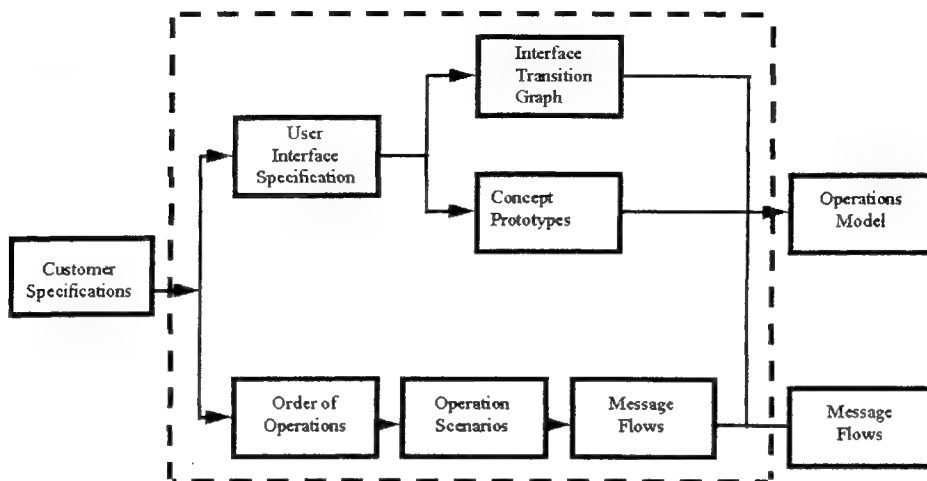 Interface
Transition
Graph
User
Interface
Specification
Concept
Prototypes
Operations
Model
Customer
Specifications
Order of
Operations
Operation
Scenarios
Message
Flows
Message
Flows